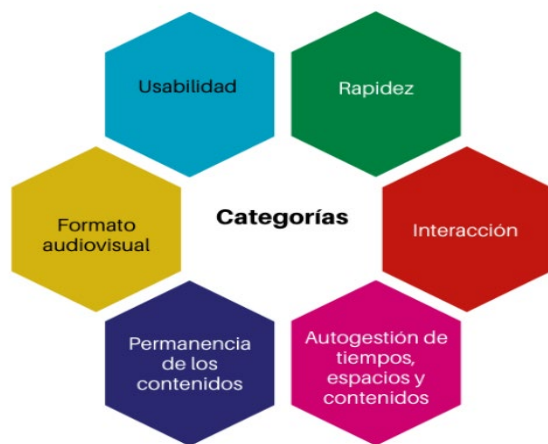 Usabilidad
Rapidez
Formato
audiovisual
Categorías
Interacción
Permanencia
de los
contenidos
Autogestión de
tiempos,
espacios y
contenidos